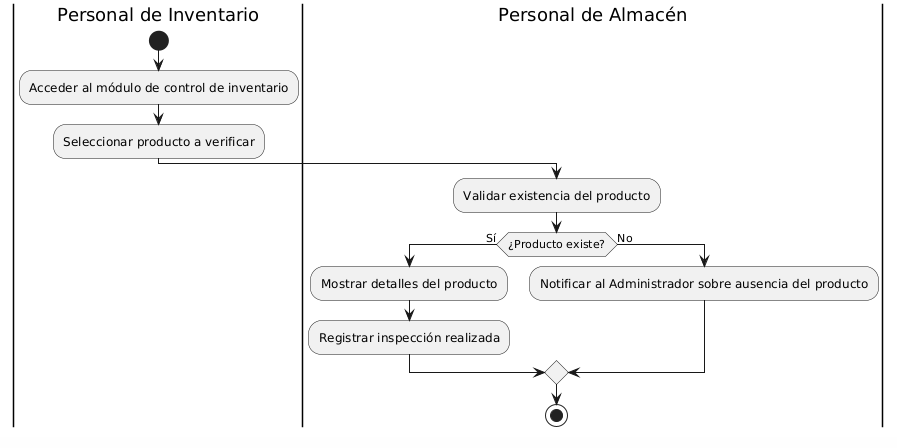 Personal de Inventario
Personal de Almacén
Acceder al módulo de control de inventario
Seleccionar producto a verificar
Validar existencia del producto
¿Producto existe?
Sí
No
Mostrar detalles del producto
Notificar al Administrador sobre ausencia del producto
Registrar inspección realizada